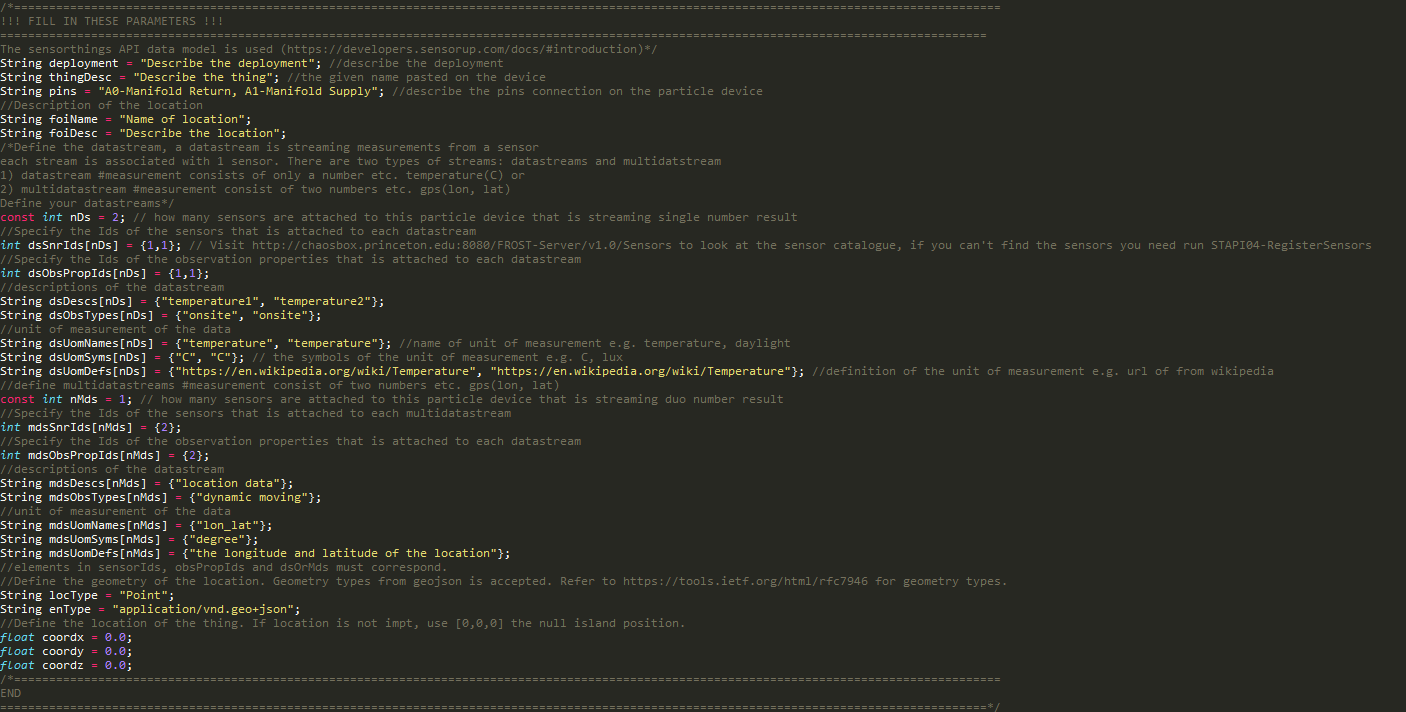 /*=============================================================================================================================================
!!! FILL IN THESE PARAMETERS !!!
=============================================================================================================================================
The sensorthings API data model is used (https://developers.sensorup.com/docs/#introduction)*/
String deployment = "Describe the deployment"; //describe the deployment
String thingDesc = "Describe the thing"; //the given name pasted on the device
String pins = "A0-Manifold Return, A1-Manifold Supply"; //describe the pins connection on the particle device
//Description of the location
String foiName = "Name of location";
String foiDesc = "Describe the location";
/*Define the datastream, a datastream is streaming measurements from a sensor
each stream is associated with 1 sensor. There are two types of streams: datastreams and multidatstream
1) datastream #measurement consists of only a number etc. temperature(C) or
2) multidatastream #measurement consist of two numbers etc. gps(lon, lat)
Define your datastreams*/
const int nDs = 2; // how many sensors are attached to this particle device that is streaming single number result
//Specify the Ids of the sensors that is attached to each datastream
int dsSnrIds[nDs] = {1,1}; // Visit http://chaosbox.princeton.edu:8080/FROST-Server/v1.0/Sensors to look at the sensor catalogue, if you can't find the sensors you need run STAPI04-RegisterSensors
//Specify the Ids of the observation properties that is attached to each datastream
int dsObsPropIds[nDs] = {1,1};
//descriptions of the datastream
String dsDescs[nDs] = {"temperature1", "temperature2"};
String dsObsTypes[nDs] = {"onsite", "onsite"};
//unit of measurement of the data
String dsUomNames[nDs] = {"temperature", "temperature"}; //name of unit of measurement e.g. temperature, daylight
String dsUomSyms[nDs] = {"C", "C"}; // the symbols of the unit of measurement e.g. C, lux
String dsUomDefs[nDs] = {"https://en.wikipedia.org/wiki/Temperature", "https://en.wikipedia.org/wiki/Temperature"}; //definition of the unit of measurement e.g. url of from wikipedia
//define multidatastreams #measurement consist of two numbers etc. gps(lon, lat)
const int nMds = 1; // how many sensors are attached to this particle device that is streaming duo number result
//Specify the Ids of the sensors that is attached to each multidatastream
int mdsSnrIds[nMds] = {2};
//Specify the Ids of the observation properties that is attached to each datastream
int mdsObsPropIds[nMds] = {2};
//descriptions of the datastream
String mdsDescs[nMds] = {"location data"};
String mdsObsTypes[nMds] = {"dynamic moving"};
//unit of measurement of the data
String mdsUomNames[nMds] = {"lon_lat"};
String mdsUomSyms[nMds] = {"degree"};
String mdsUomDefs[nMds] = {"the longitude and latitude of the location"};
//elements in sensorIds, obsPropIds and dsOrMds must correspond.
//Define the geometry of the location. Geometry types from geojson is accepted. Refer to https://tools.ietf.org/html/rfc7946 for geometry types.
String locType = "Point";
String enType = "application/vnd.geo+json";
//Define the location of the thing. If location is not impt, use [0,0,0] the null island position.
float coordx = 0.0;
float coordy = 0.0;
float coordz = 0.0;
/*=============================================================================================================================================
END
=============================================================================================================================================*/